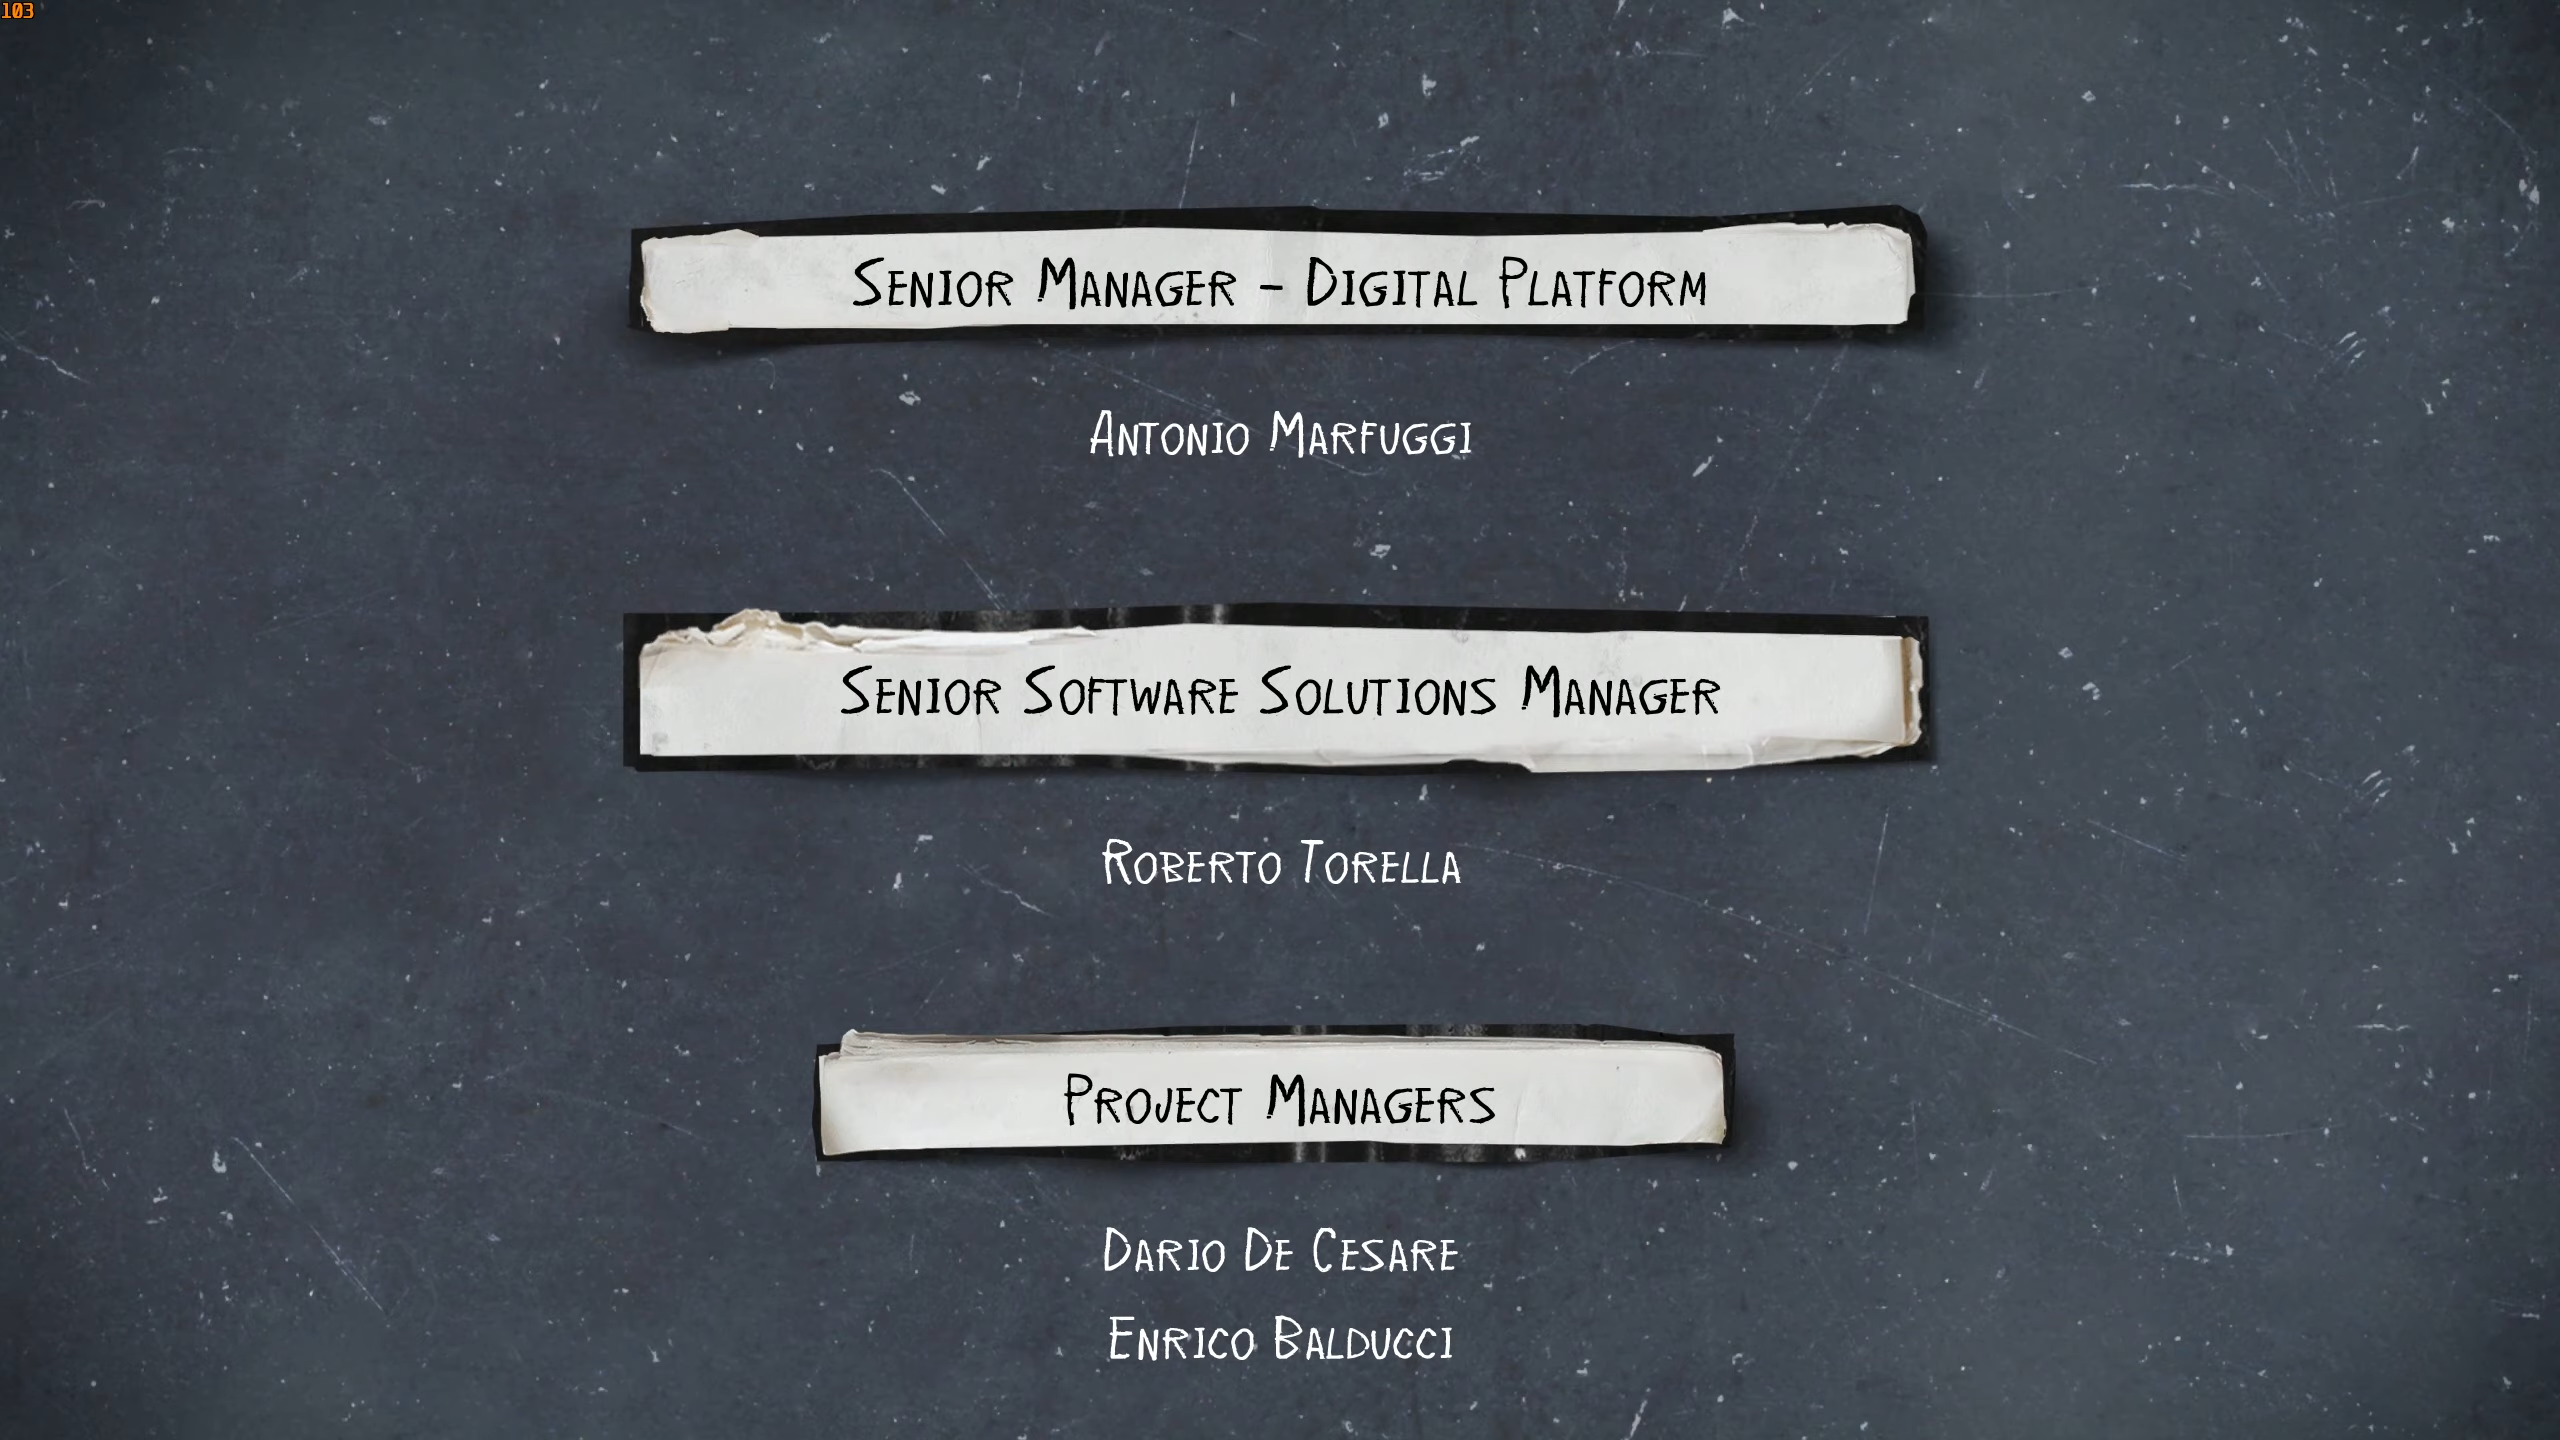 103
Senior Manager - Digital Platform
Antonio Marfuggi
Senior Software Solutions Manager
Roberto Torella
Project Managers
Dario De Cesare
Enrico Balducci